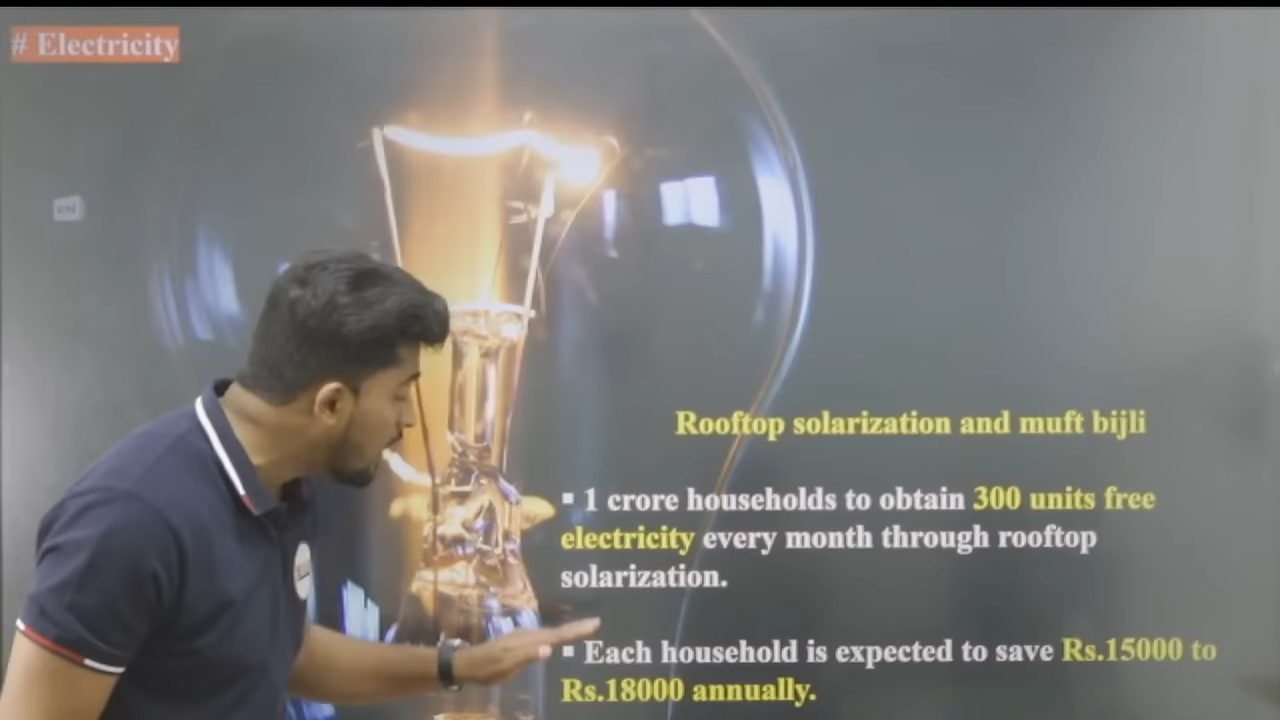 # Electricity
Rooftop solarization and muft bijli
▪ 1 crore households to obtain 300 units free
electricity every month through rooftop
solarization.
▪ Each household is expected to save Rs.15000 to
Rs.18000 annually.